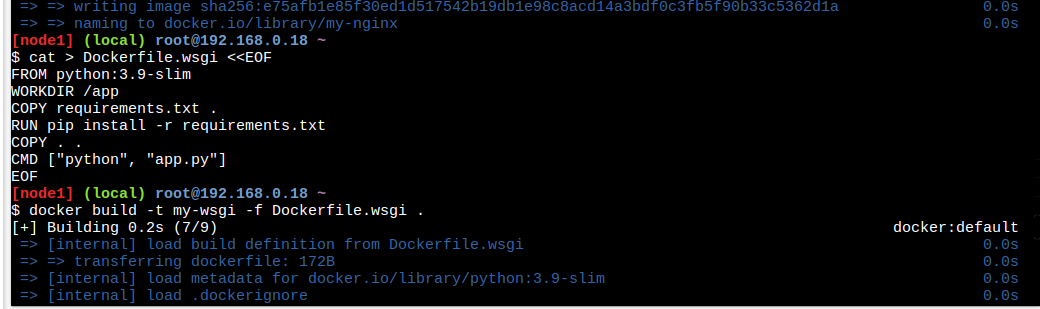 => => writing image sha256:e75afb1e85f30ed1d517542b19db1e98c8acd14a3bdf0c3fb5f90b33c5362d1a 0.0s
=> => naming to docker.io/library/my-nginx 0.0s
[node1] (local) root@192.168.0.18 ~
$ cat > Dockerfile.wsgi <<EOF
FROM python:3.9-slim
WORKDIR /app
COPY requirements.txt .
RUN pip install -r requirements.txt
COPY . .
CMD ["python", "app.py"]
EOF
[node1] (local) root@192.168.0.18 ~
$ docker build -t my-wsgi -f Dockerfile.wsgi .
[+] Building 0.2s (7/9) docker:default
=> [internal] load build definition from Dockerfile.wsgi 0.0s
=> => transferring dockerfile: 172B 0.0s
=> [internal] load metadata for docker.io/library/python:3.9-slim 0.0s
=> [internal] load .dockerignore 0.0s